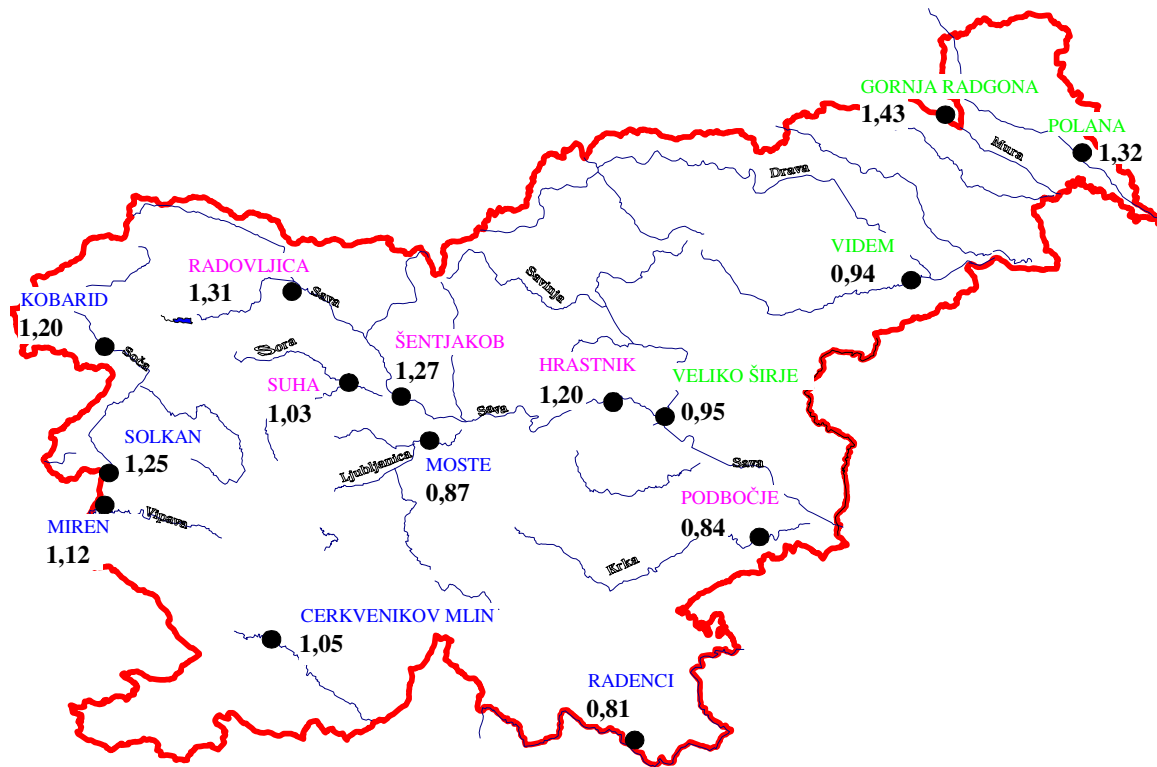 GORNJA RADGONA
1,43
POLANA
1,32
Mura
Drava
VIDEM
0,94
RADOVLJICA
1,31
Sava
Savinja
KOBARID
1,20
Soča
Sora
ŠENTJAKOB
1,27
SUHA
1,03
HRASTNIK
1,20
VELIKO ŠIRJE
0,95
Sava
SOLKAN
1,25
Ljubljanica
MOSTE
0,87
Sava
PODBOČJE
0,84
MIREN
1,12
Vipava
Krka
CERKVENIKOV MLIN
1,05
RADENCI
0,81